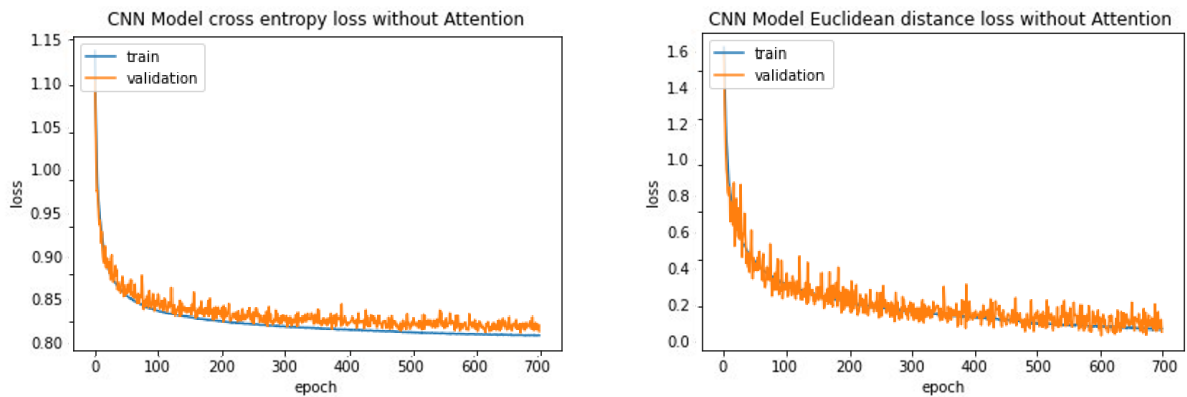 CNN Model cross entropy loss without Attention
1.15
1.10
1.05
1.00
0.95
0.90
0.85
0.80
loss
train
validation
0 100 200 300 400 500 600 700
epoch
CNN Model Euclidean distance loss without Attention
1.6
1.4
1.2
1.0
0.8
0.6
0.4
0.2
0.0
loss
train
validation
0 100 200 300 400 500 600 700
epoch